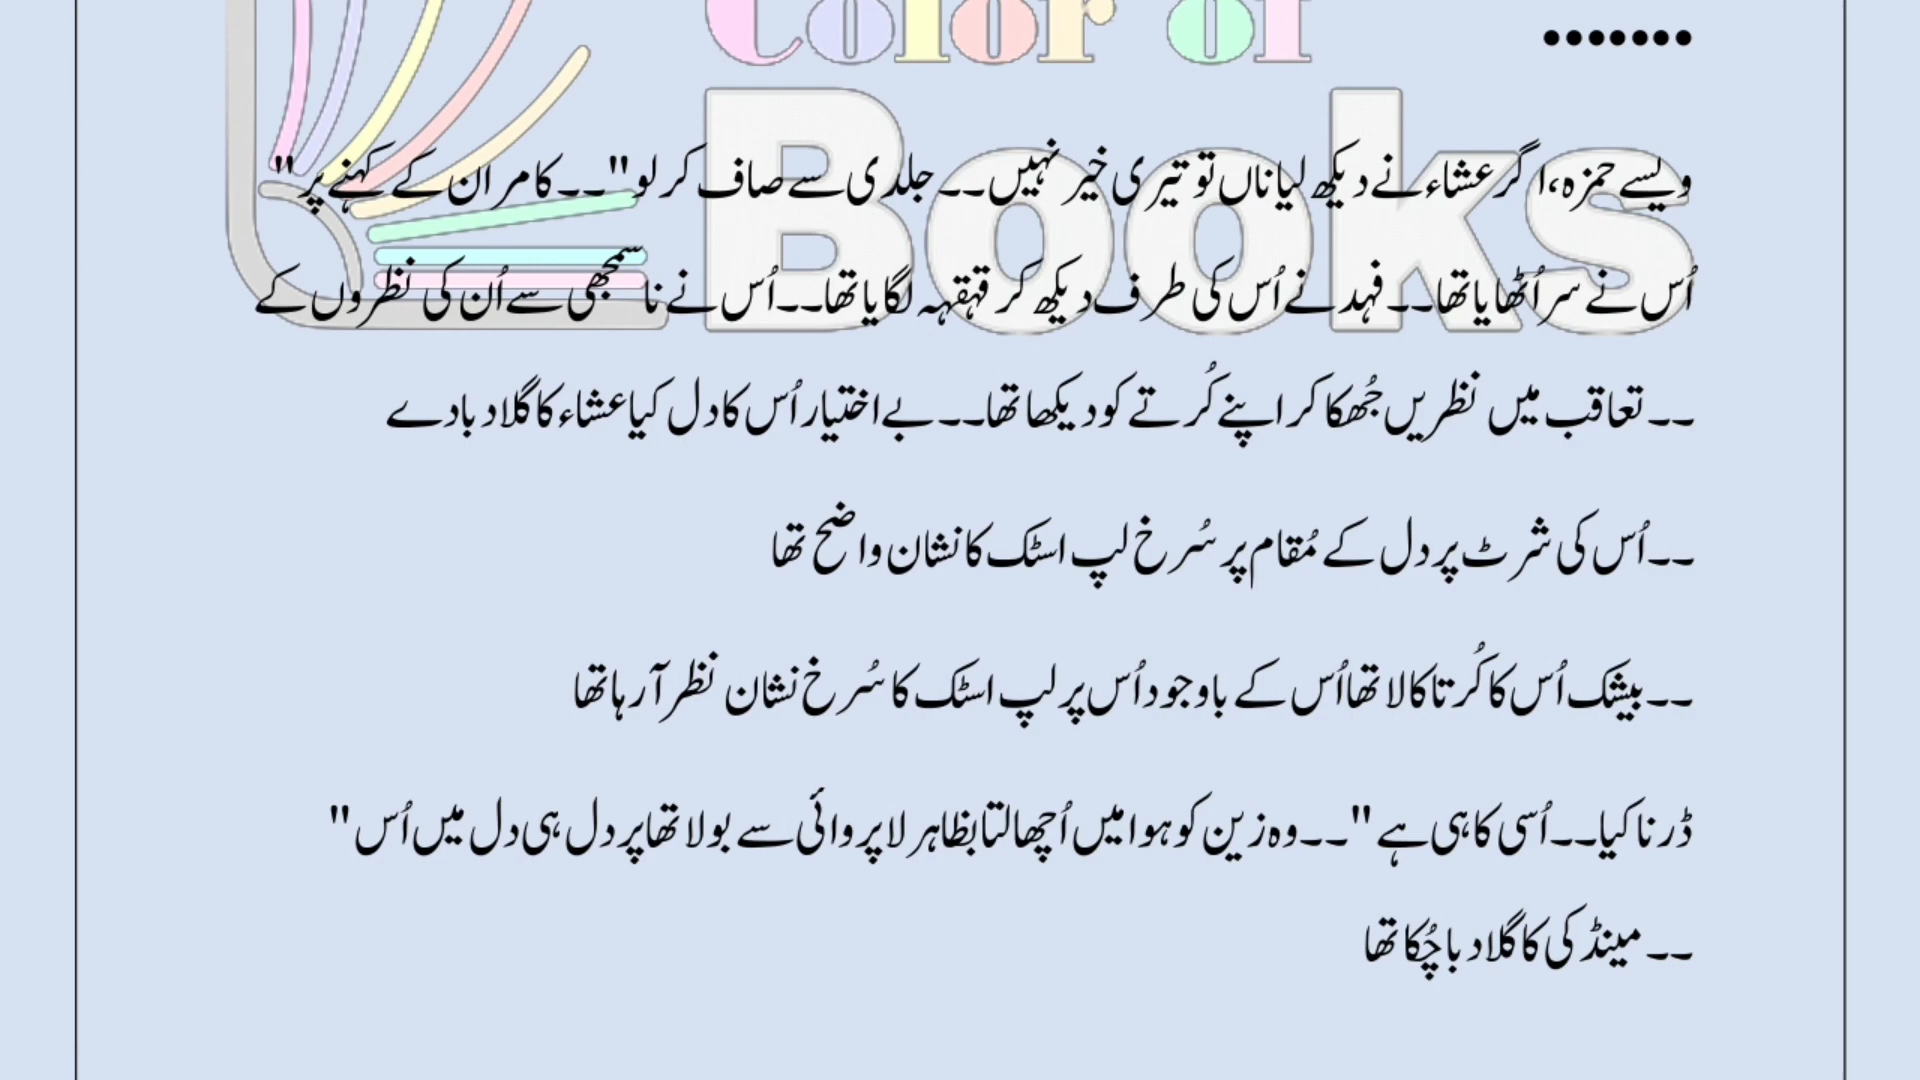 Color of
Books
•••••••
ویسے حمزہ، اگر عشاء نے دیکھ لیا ناں تو تیری خیر نہیں۔۔ جلدی سے صاف کر لو"۔۔ کامران کے کہنے پر"
اُس نے سر اُٹھایا تھا۔۔ فہد نے اُس کی طرف دیکھ کر قہقہہ لگایا تھا۔۔ اُس نے ناسمجھی سے اُن کی نظروں کے
۔۔ تعاقب میں نظریں جُھکا کر اپنے کُرتے کو دیکھا تھا۔۔ بے اختیار اُس کا دل کیا عشاء کا گلا دبا دے
۔۔ اُس کی شرٹ پر دل کے مُقام پر سُرخ لپ اسٹک کا نشان واضح تھا
۔۔ بیشک اُس کا کُرتا کالا تھا اُس کے باوجود اُس پر لپ اسٹک کا سُرخ نشان نظر آ رہا تھا
ڈرنا کیا۔۔ اُسی کا ہی ہے"۔۔ وہ زین کو ہوا میں اُچھالتا بظاہر لاپروائی سے بولا تھا پر دل ہی دل میں اُس"
۔۔ مینڈکی کا گلا دبا چُکا تھا